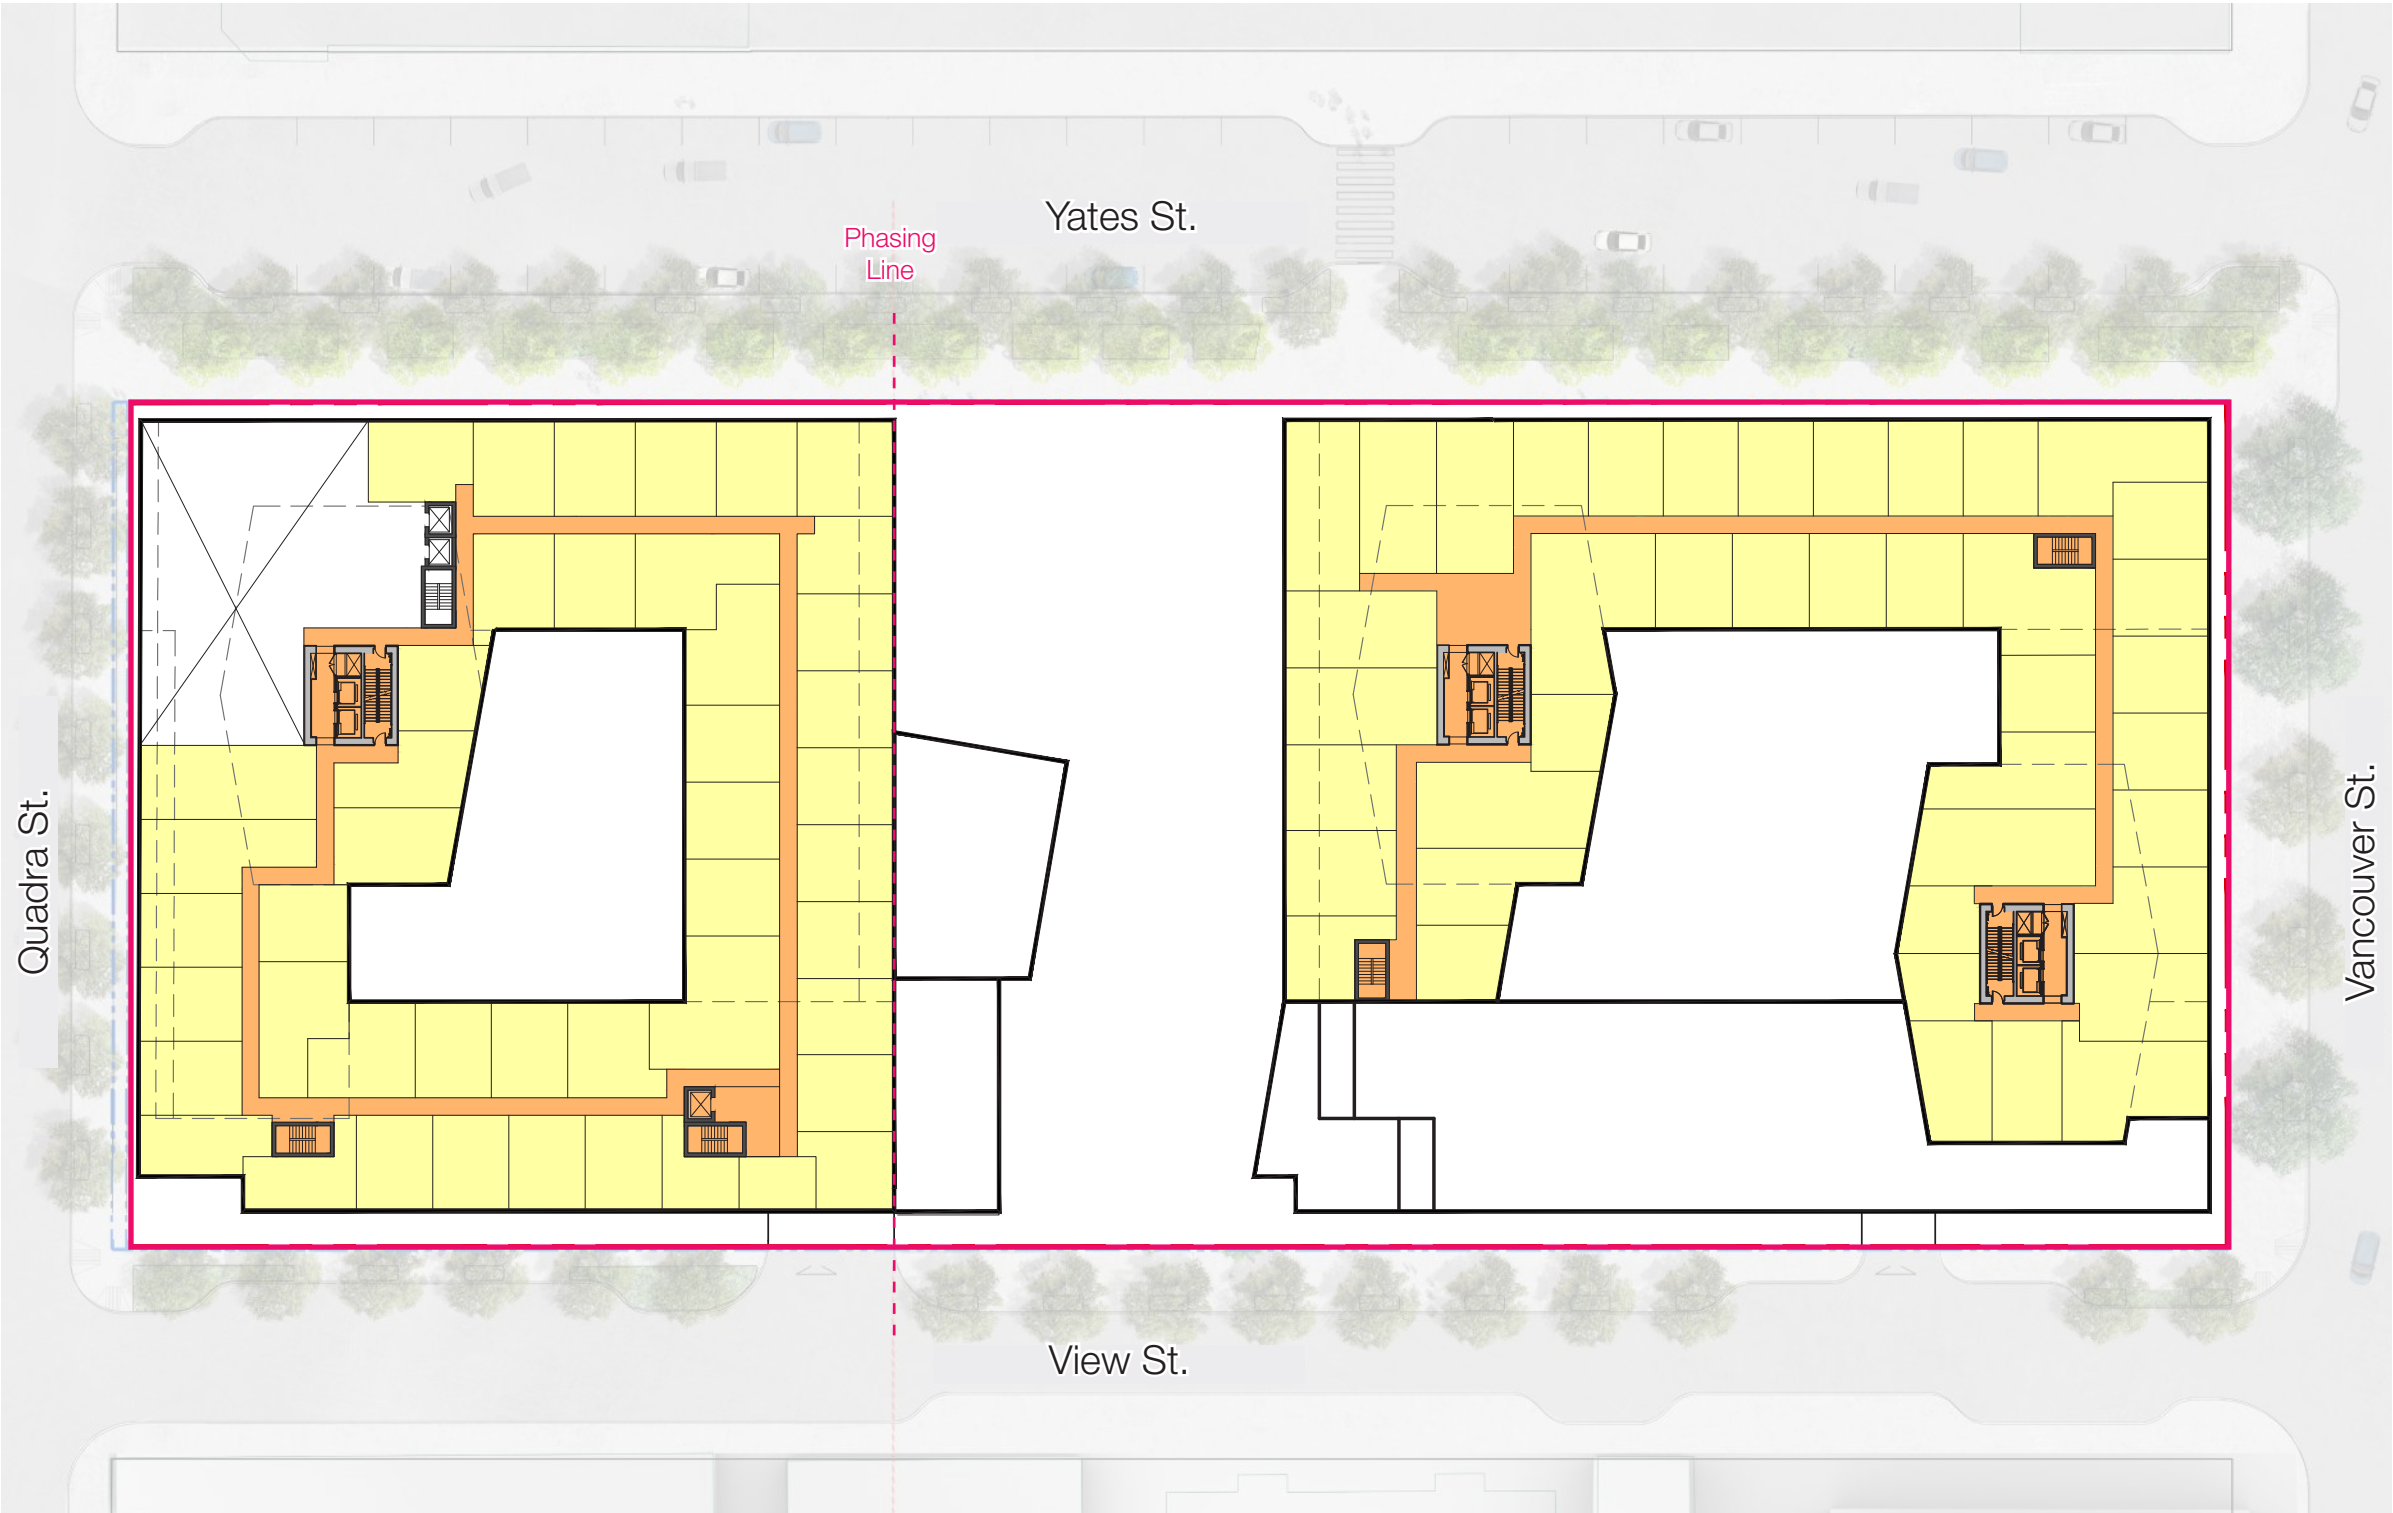 Yates St.
Phasing
Line
Quadra St.
Vancouver St.
View St.